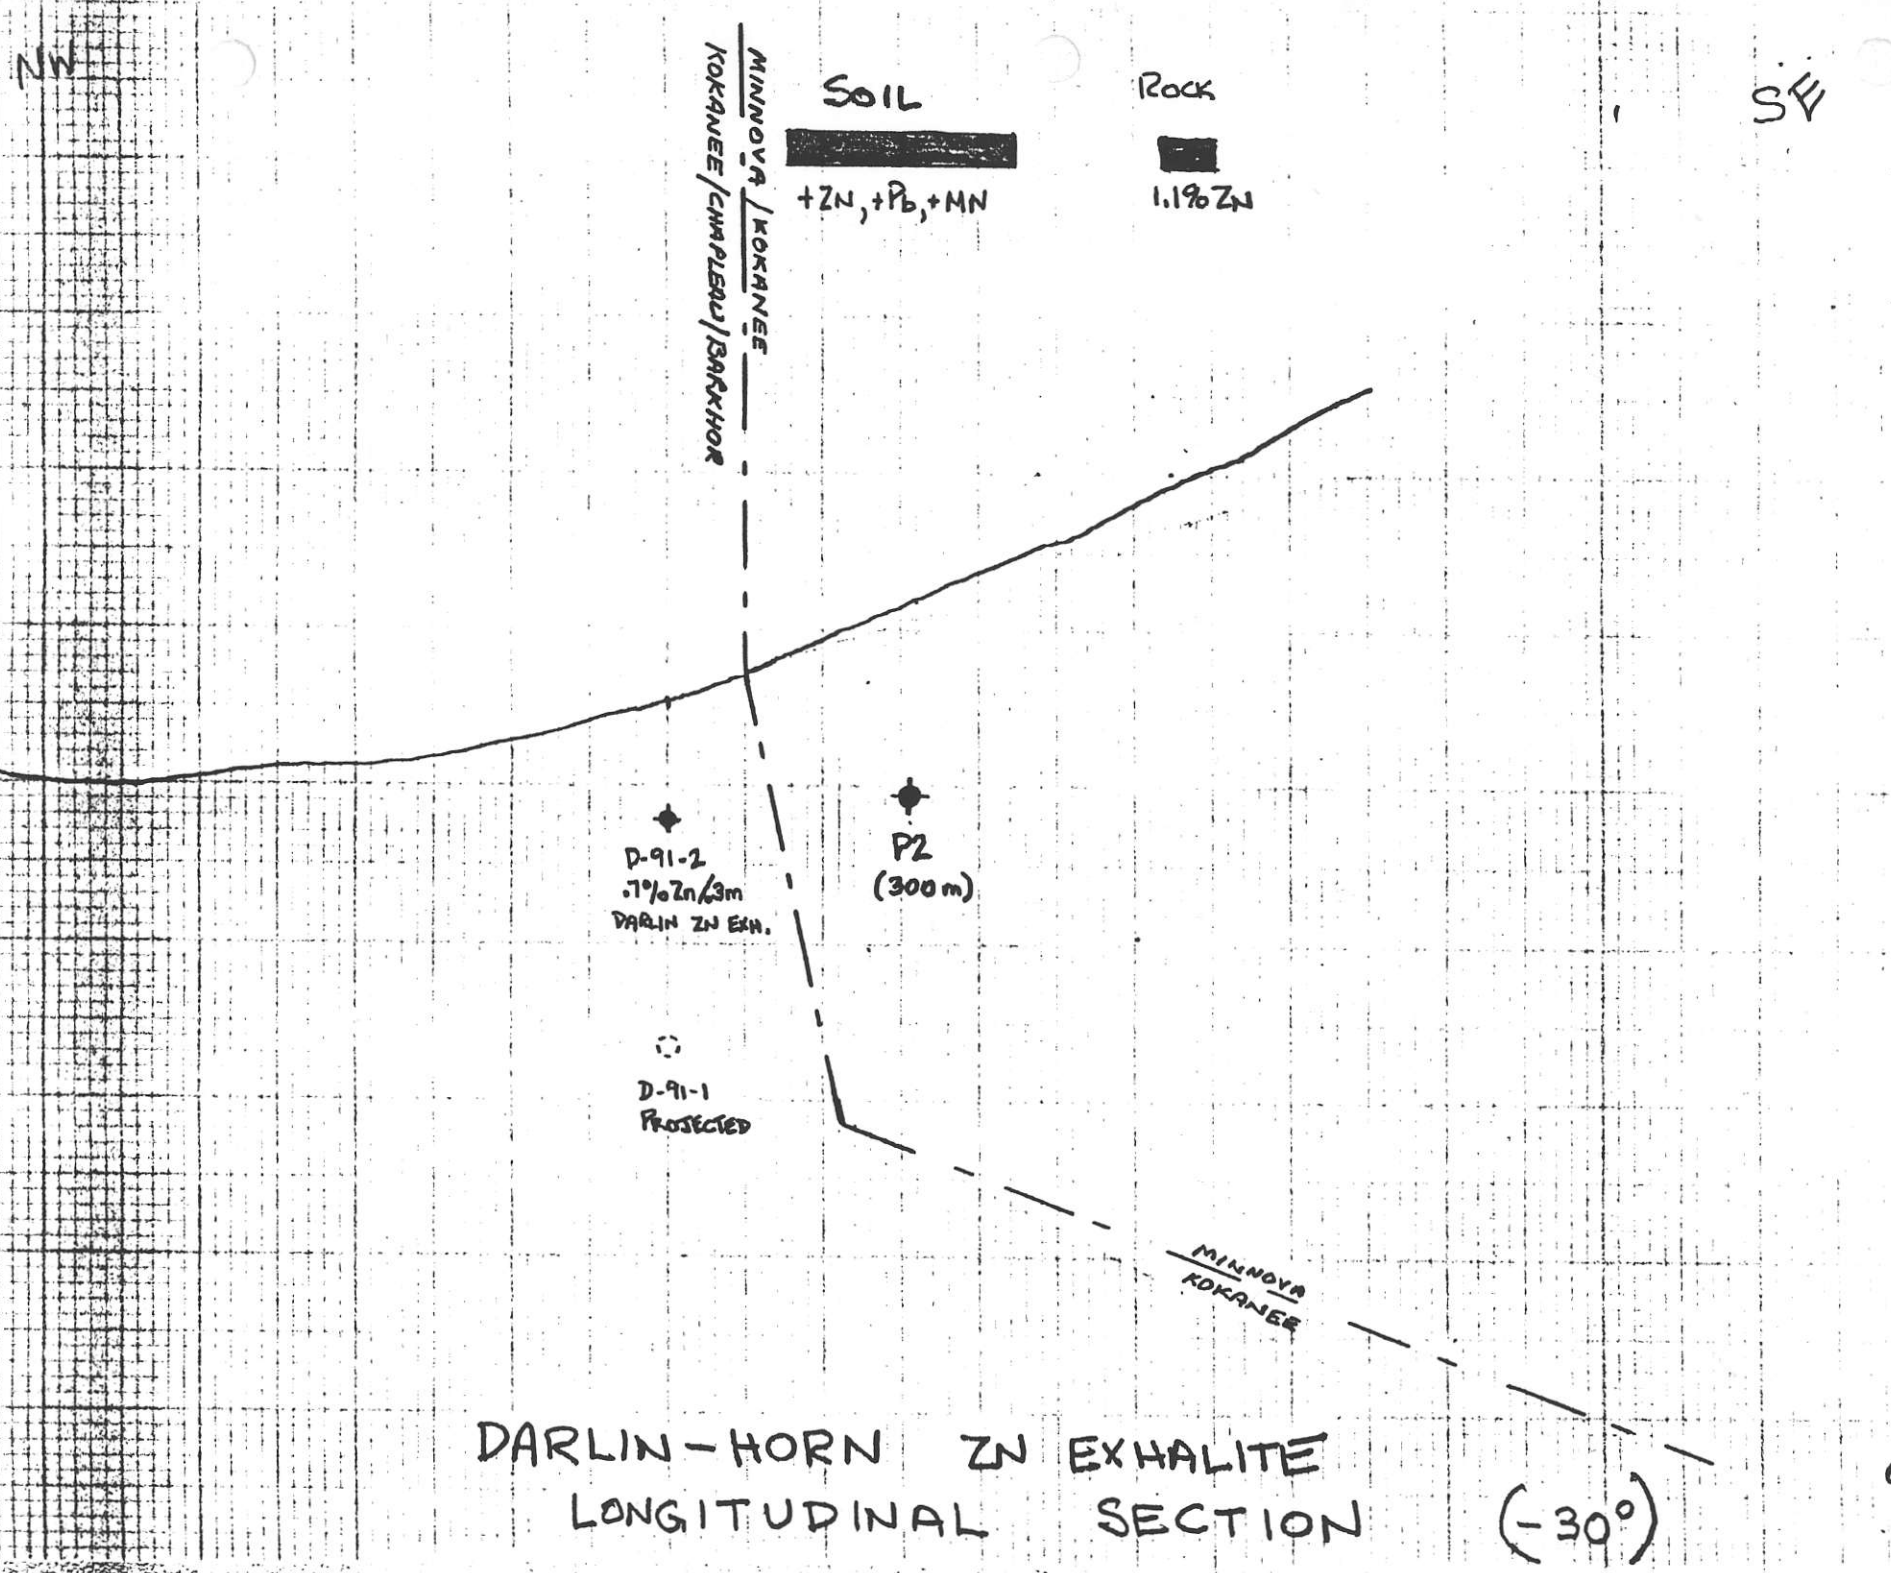 NW
SE
MINNOVA/KOKANEE
KOKANEE/CHAPLEAU/BARKHOR
SOIL
+ZN, +Pb, +MN
ROCK
1.1% ZN
D-91-2
.7% Zn/.3m
DARLIN ZN EXH.
P2
(300m)
D-91-1
PROJECTED
MINNOVA
KOKANEE
DARLIN-HORN ZN EXHALITE
LONGITUDINAL SECTION (-30°)